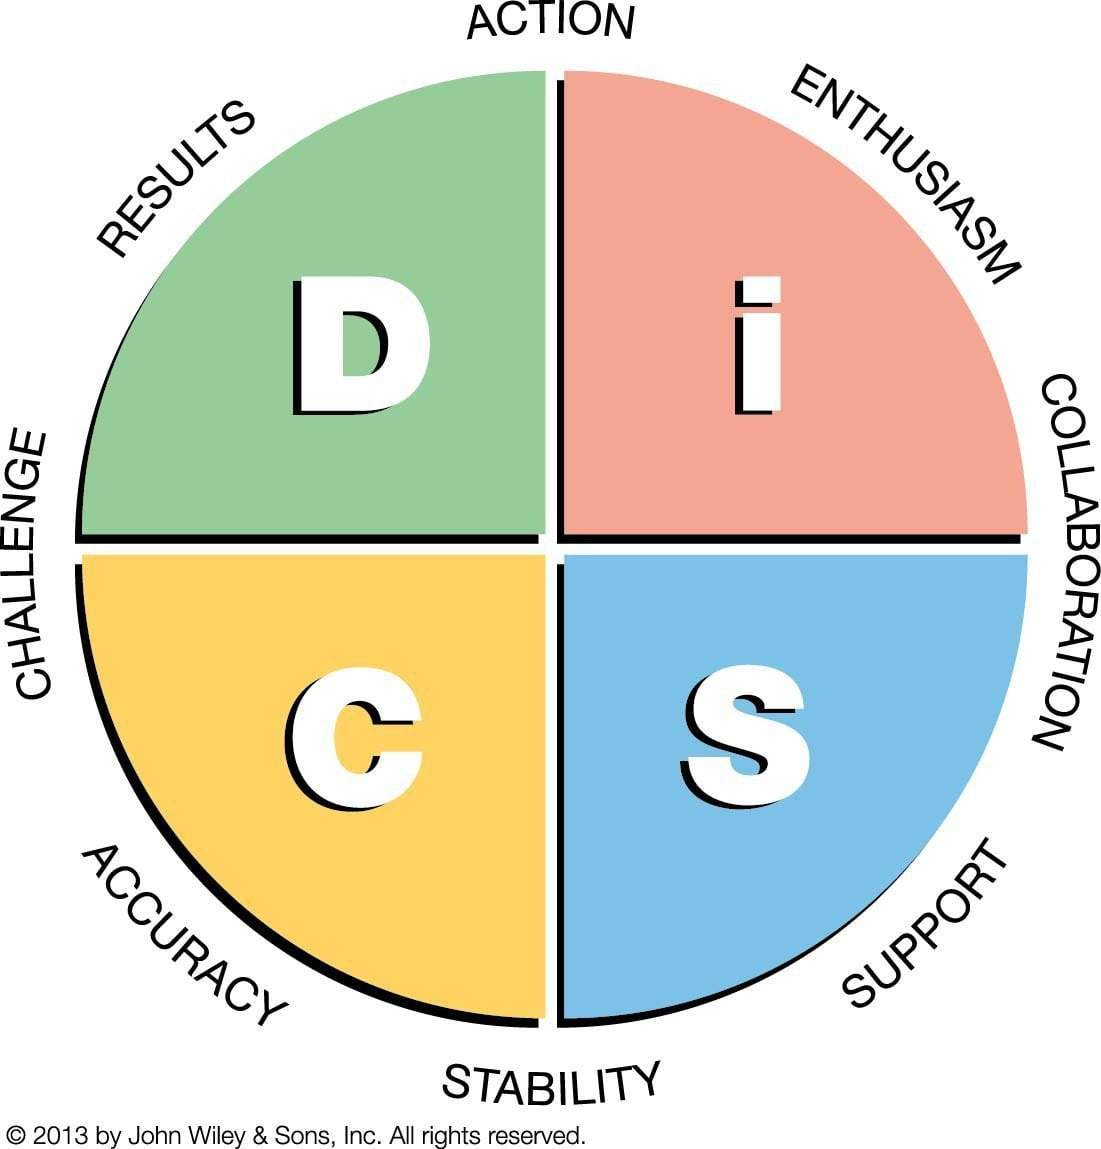 ACTION
ENTHUSIASM
RESULTS
D
i
COLLABORATION
CHALLENGE
C
S
ACCURACY
SUPPORT
STABILITY
© 2013 by John Wiley & Sons, Inc. All rights reserved.